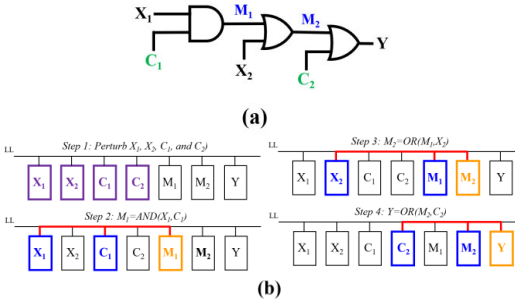 X1 M1 M2 Y
C1 X2 C2
(a)
LL Step 1: Perturb X1, X2, C1, and C2)
X1 X2 C1 C2 M1 M2 Y
LL Step 2: M1=AND(X1,C1)
X1 X2 C1 C2 M1 M2 Y
LL Step 3: M2=OR(M1,X2)
X1 X2 C1 C2 M1 M2 Y
LL Step 4: Y=OR(M2,C2)
X1 X2 C1 C2 M1 M2 Y
(b)